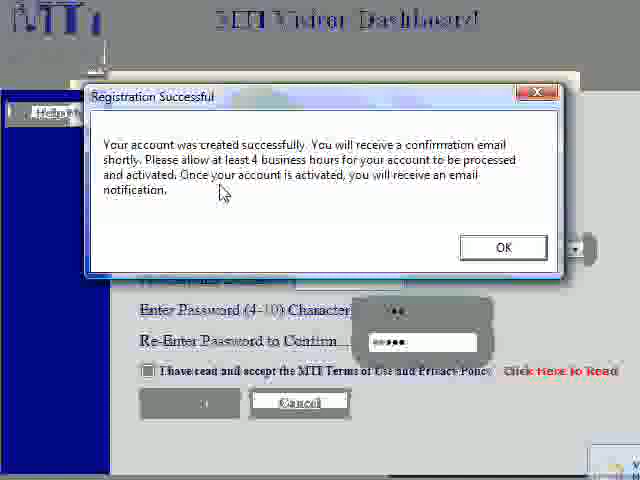 MTI
MTI Visitor Dashboard
Registration Successful
Help
Your account was created successfully. You will receive a confirmation email
shortly. Please allow at least 4 business hours for your account to be processed
and activated. Once your account is activated, you will receive an email
notification.
OK
Enter Password (4-10) Character
Re-Enter Password to Confirm....
I have read and accept the MTI Terms of Use and Privacy Policy
Click Here To Read
Cancel